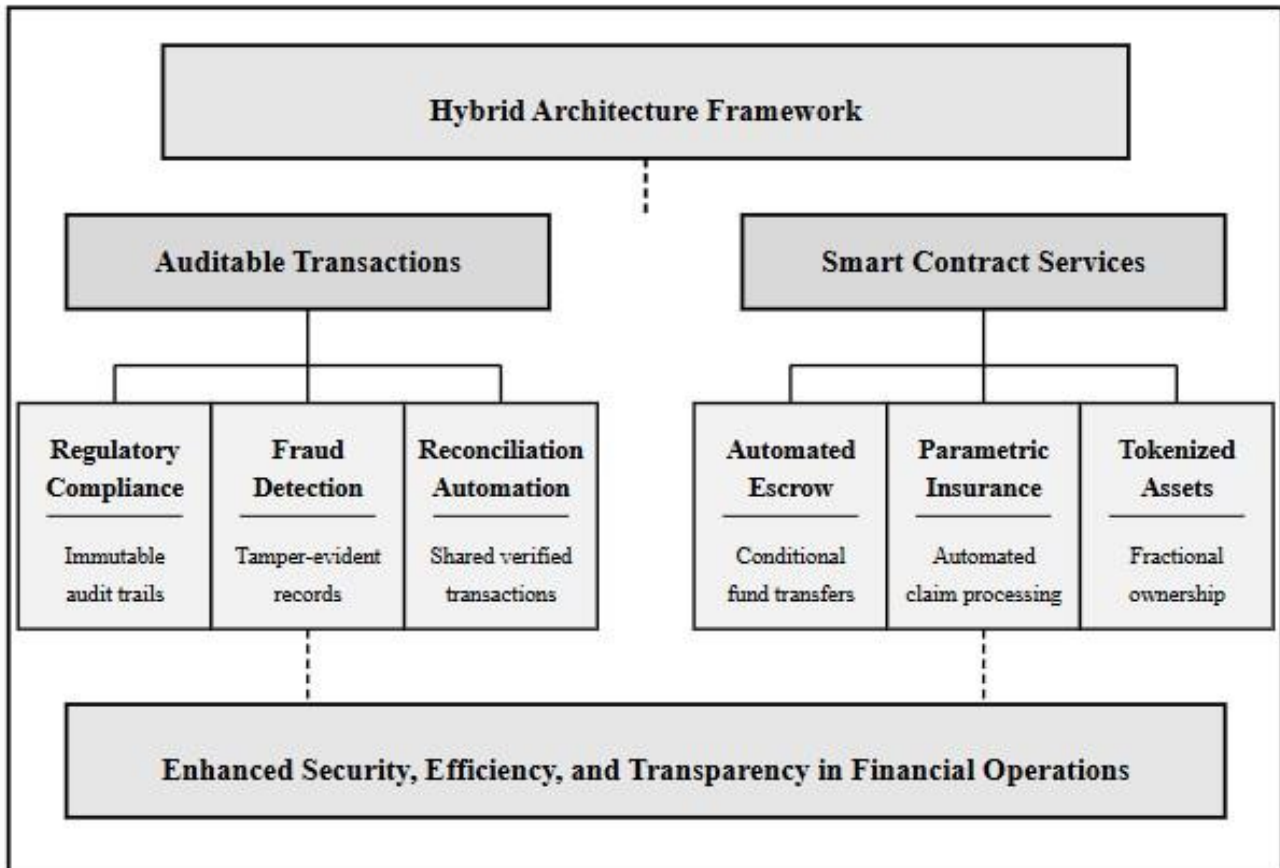 Hybrid Architecture Framework
Auditable Transactions
Smart Contract Services
Regulatory
Compliance
Immutable
audit trails
Fraud
Detection
Tamper-evident
records
Reconciliation
Automation
Shared verified
transactions
Automated
Escrow
Conditional
fund transfers
Parametric
Insurance
Automated
claim processing
Tokenized
Assets
Fractional
ownership
Enhanced Security, Efficiency, and Transparency in Financial Operations